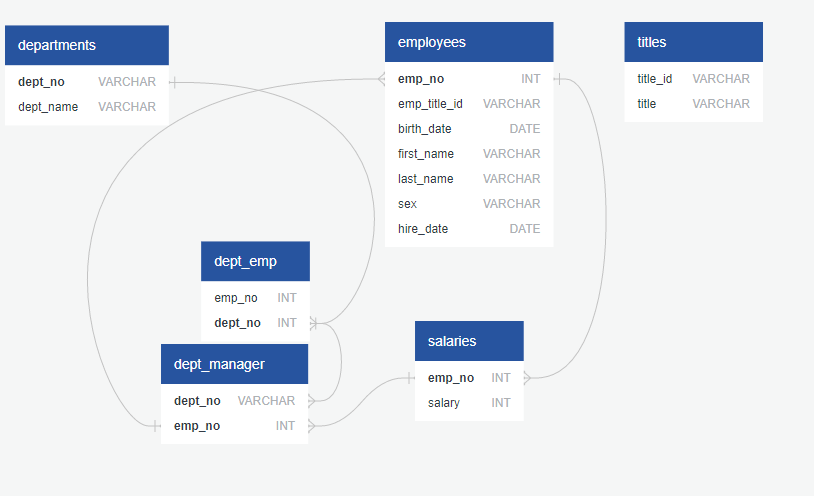 departments
dept_no VARCHAR
dept_name VARCHAR
employees
emp_no INT
emp_title_id VARCHAR
birth_date DATE
first_name VARCHAR
last_name VARCHAR
sex VARCHAR
hire_date DATE
titles
title_id VARCHAR
title VARCHAR
dept_emp
emp_no INT
dept_no INT
dept_manager
dept_no VARCHAR
emp_no INT
salaries
emp_no INT
salary INT